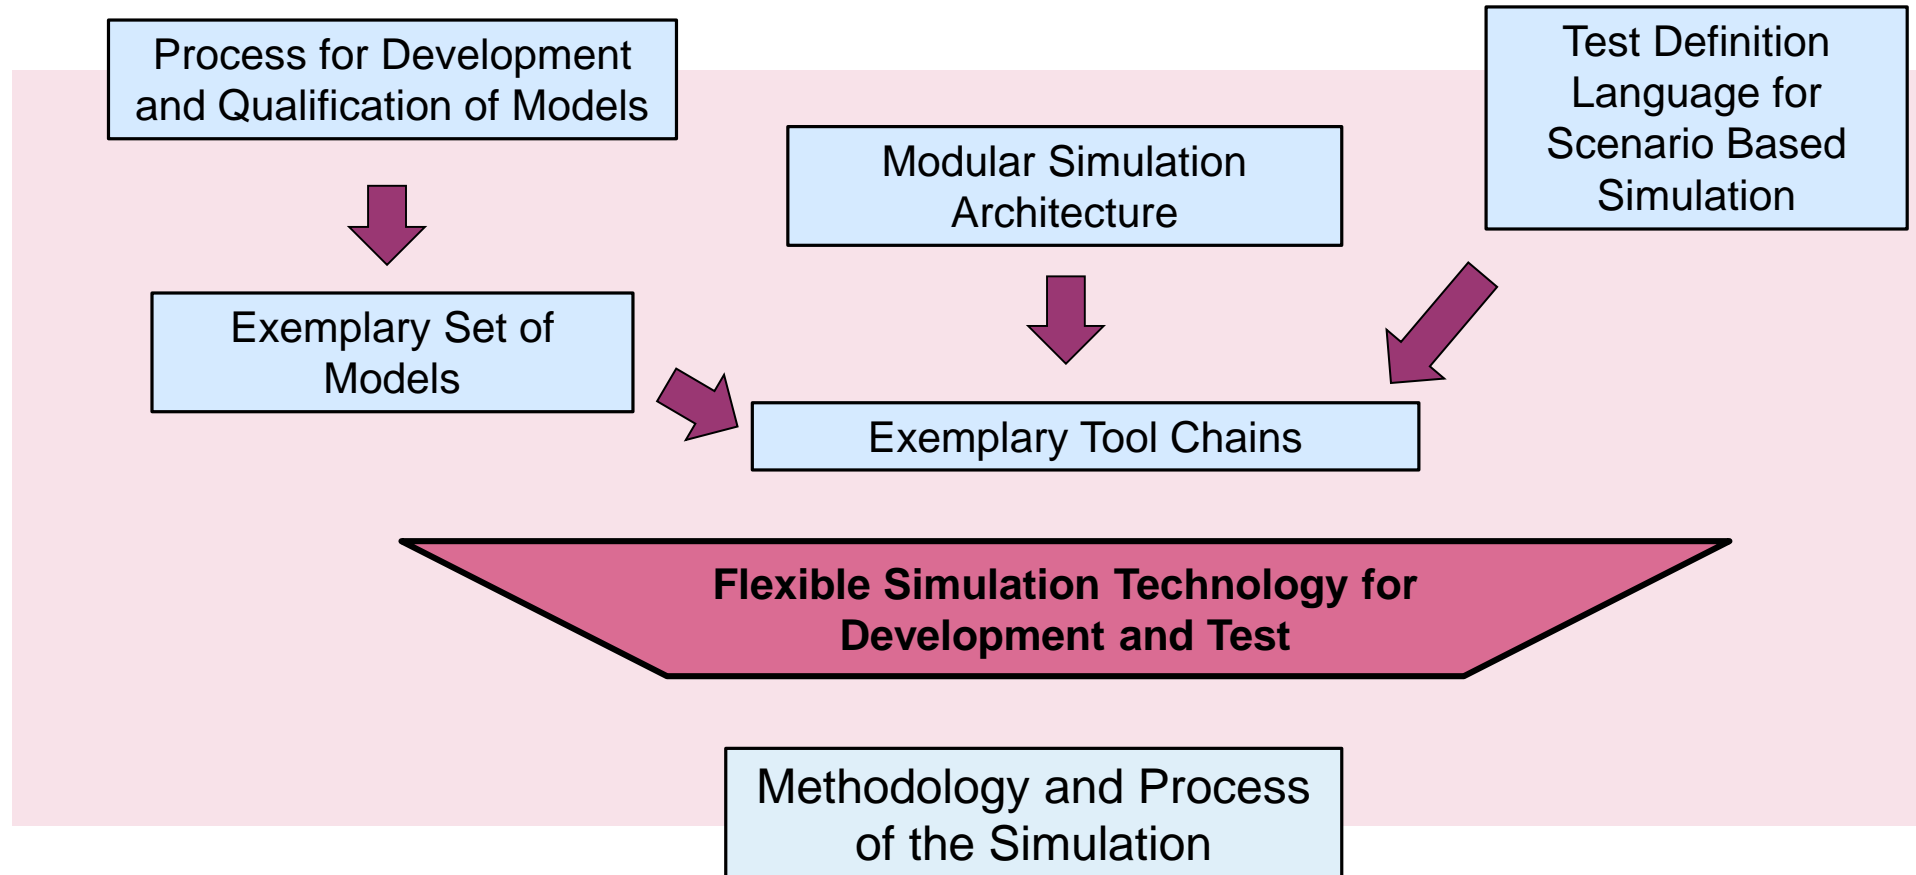 Process for Development
and Qualification of Models
Test Definition
Language for
Scenario Based
Simulation
Modular Simulation
Architecture
Exemplary Set of
Models
Exemplary Tool Chains
Flexible Simulation Technology for
Development and Test
Methodology and Process
of the Simulation